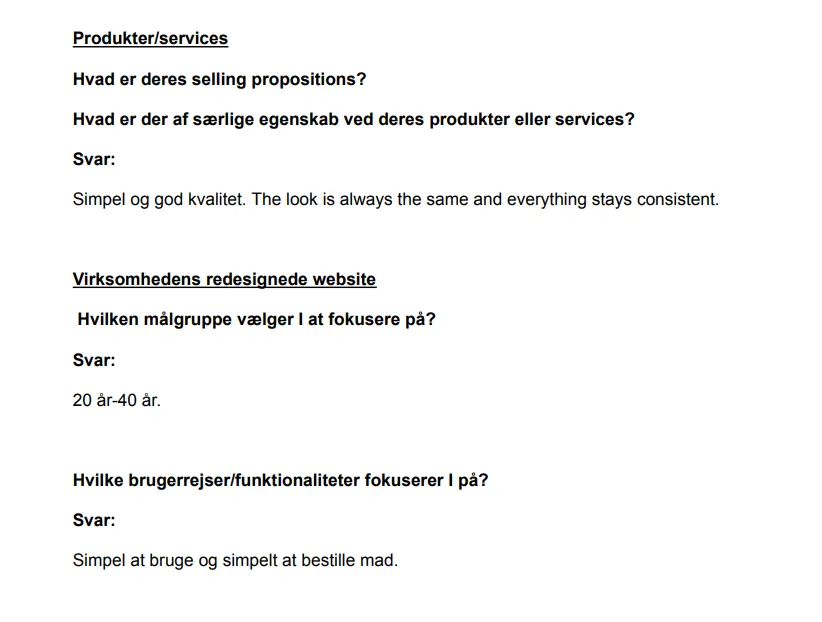 Produkter/services
Hvad er deres selling propositions?
Hvad er der af særlige egenskab ved deres produkter eller services?
Svar:
Simpel og god kvalitet. The look is always the same and everything stays consistent.
Virksomhedens redesignede website
Hvilken målgruppe vælger I at fokusere på?
Svar:
20 år-40 år.
Hvilke brugerrejser/funktionaliteter fokuserer I på?
Svar:
Simpel at bruge og simpelt at bestille mad.